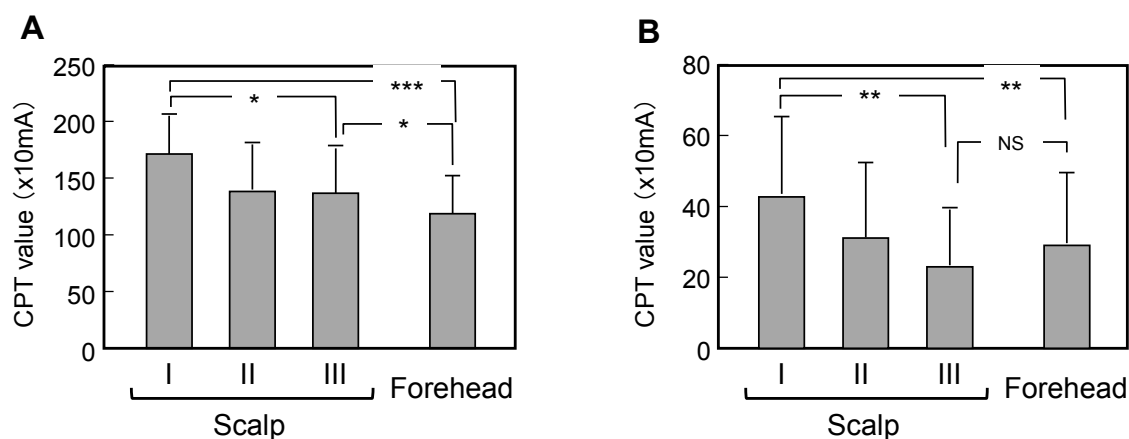 A
CPT value (x10mA)
250
200
150
100
50
0
***
*
*
I II III Forehead
Scalp
B
CPT value (x10mA)
80
60
40
20
0
**
**
NS
I II III Forehead
Scalp